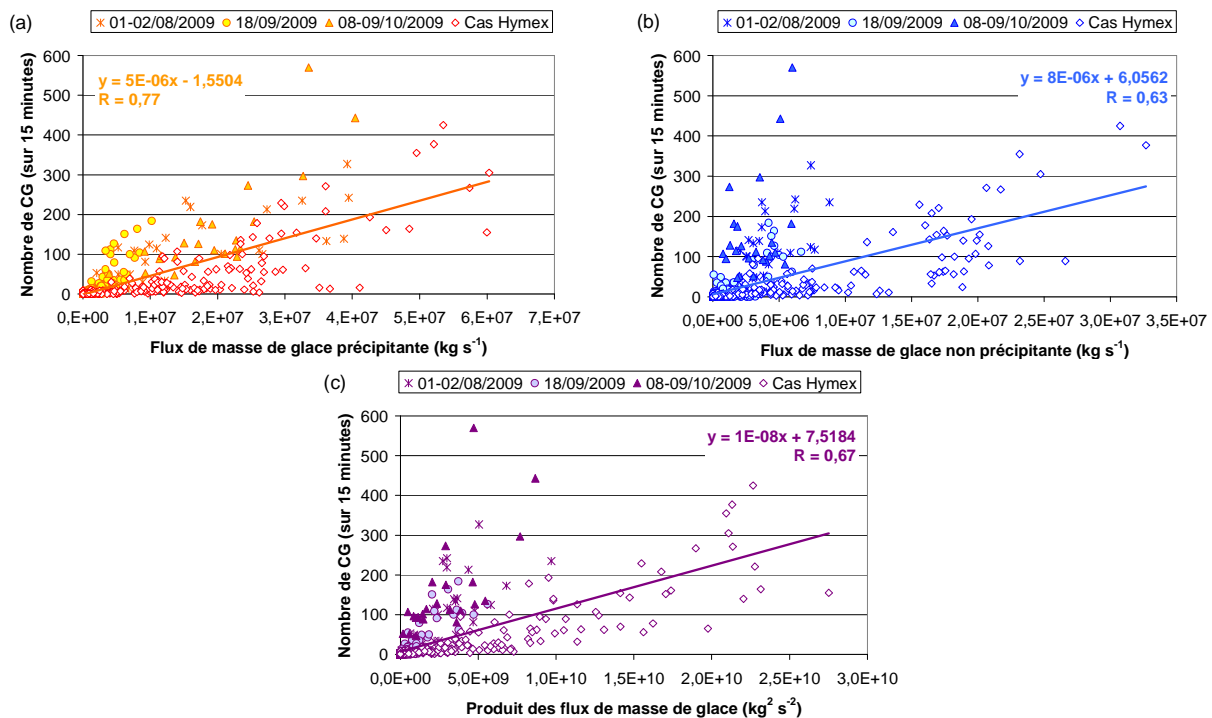 (a)
01-02/08/2009 18/09/2009 08-09/10/2009 Cas Hymex
y = 5E-06x - 1,5504
R = 0,77
Nombre de CG (sur 15 minutes)
600
500
400
300
200
100
0
0,E+00 1,E+07 2,E+07 3,E+07 4,E+07 5,E+07 6,E+07 7,E+07
Flux de masse de glace précipitante (kg s⁻¹)
(b)
01-02/08/2009 18/09/2009 08-09/10/2009 Cas Hymex
y = 8E-06x + 6,0562
R = 0,63
Nombre de CG (sur 15 minutes)
600
500
400
300
200
100
0
0,E+00 5,E+06 1,E+07 2,E+07 2,E+07 3,E+07 3,E+07 3,5E+07
Flux de masse de glace non précipitante (kg s⁻¹)
(c)
01-02/08/2009 18/09/2009 08-09/10/2009 Cas Hymex
y = 1E-08x + 7,5184
R = 0,67
Nombre de CG (sur 15 minutes)
600
500
400
300
200
100
0
0,0E+00 5,0E+09 1,0E+10 1,5E+10 2,0E+10 2,5E+10 3,0E+10
Produit des flux de masse de glace (kg² s⁻²)